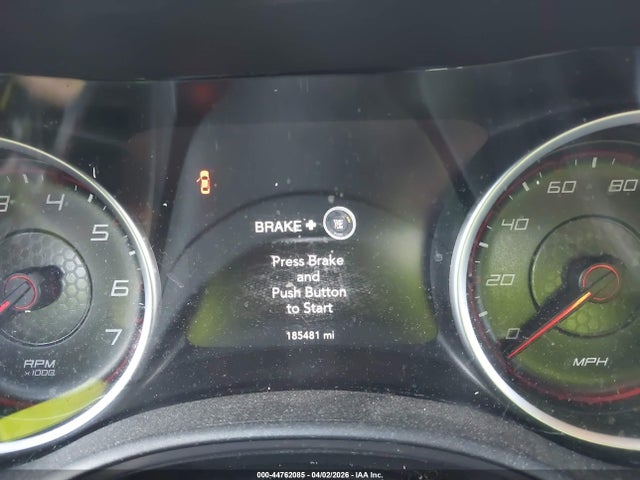 3
4
5
6
7
RPM
x1000
BRAKE +
Press Brake
and
Push Button
to Start
185481 mi
0
20
40
60
80
MPH
000-44762085 04/02/2026 © IAA Inc.